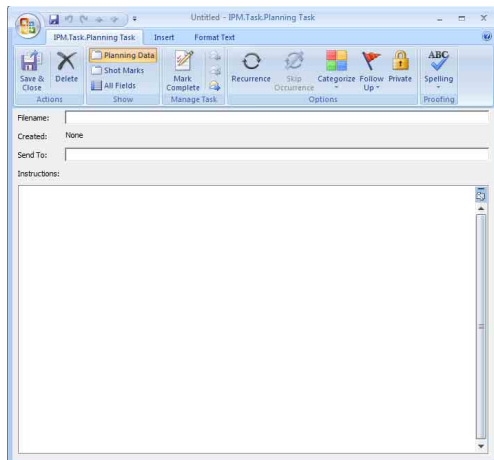 Untitled - IPM.Task.Planning Task
IPM.Task.Planning Task Insert Format Text
Save & Close
Delete
Planning Data
Shot Marks
All Fields
Mark Complete
Recurrence
Skip Occurrence
Categorize
Follow Up
Private
ABC
Spelling
Actions Show Manage Task Options Proofing
Filename:
Created: None
Send To:
Instructions: